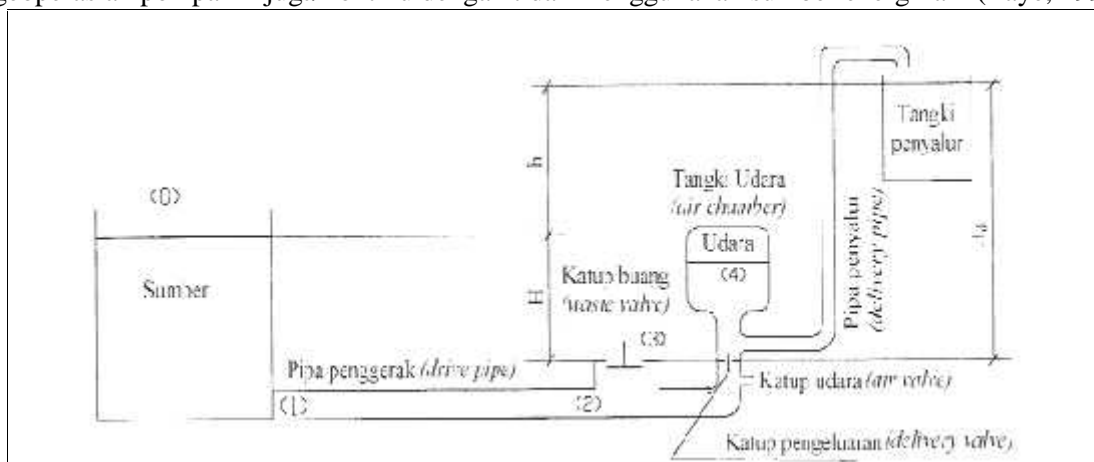 h
Tangki
penyalur
(0)
Tangki Udara
(air chamber)
Udara
(4)
Pipa penyalur
(delivery pipe)
Sumber
Katup buang
(waste valve)
H
(3)
Pipa penggerak (drive pipe)
(1)
(2)
Katup udara (air valve)
Katup pengeluaran (delivery valve)